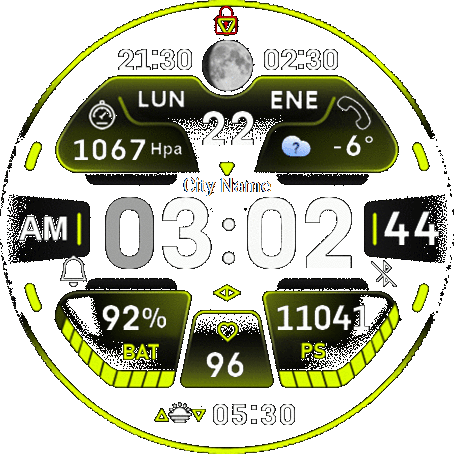 21:30 02:30
LUN ENE
22
1067 Hpa ? -6°
City Name
AM 03:02 44
92% 11041
BAT PS
96
05:30